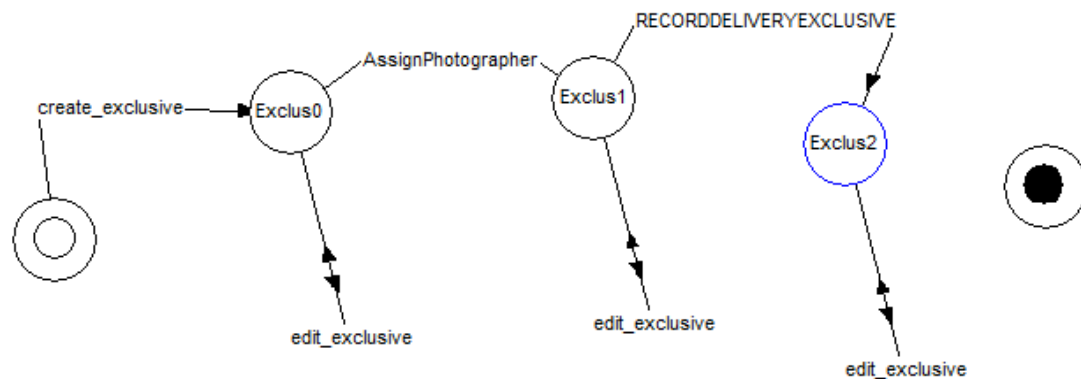 RECORDDELIVERYEXCLUSIVE
AssignPhotographer
create_exclusive
Exclus0
Exclus1
Exclus2
edit_exclusive
edit_exclusive
edit_exclusive